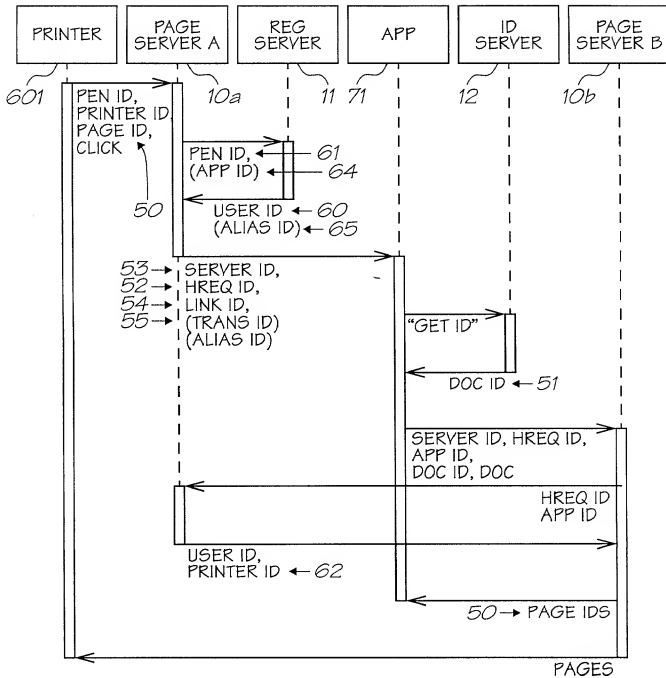 PRINTER
PAGE
SERVER A
REG
SERVER
APP
ID
SERVER
PAGE
SERVER B
601
10a
11
71
12
10b
PEN ID,
PRINTER ID,
PAGE ID,
CLICK
50
PEN ID, 61
(APP ID) 64
USER ID 60
(ALIAS ID) 65
53 SERVER ID,
52 HREQ ID,
54 LINK ID,
55 (TRANS ID)
(ALIAS ID)
"GET ID"
DOC ID 51
SERVER ID, HREQ ID,
APP ID,
DOC ID, DOC
HREQ ID
APP ID
USER ID,
PRINTER ID 62
50 PAGE IDS
PAGES